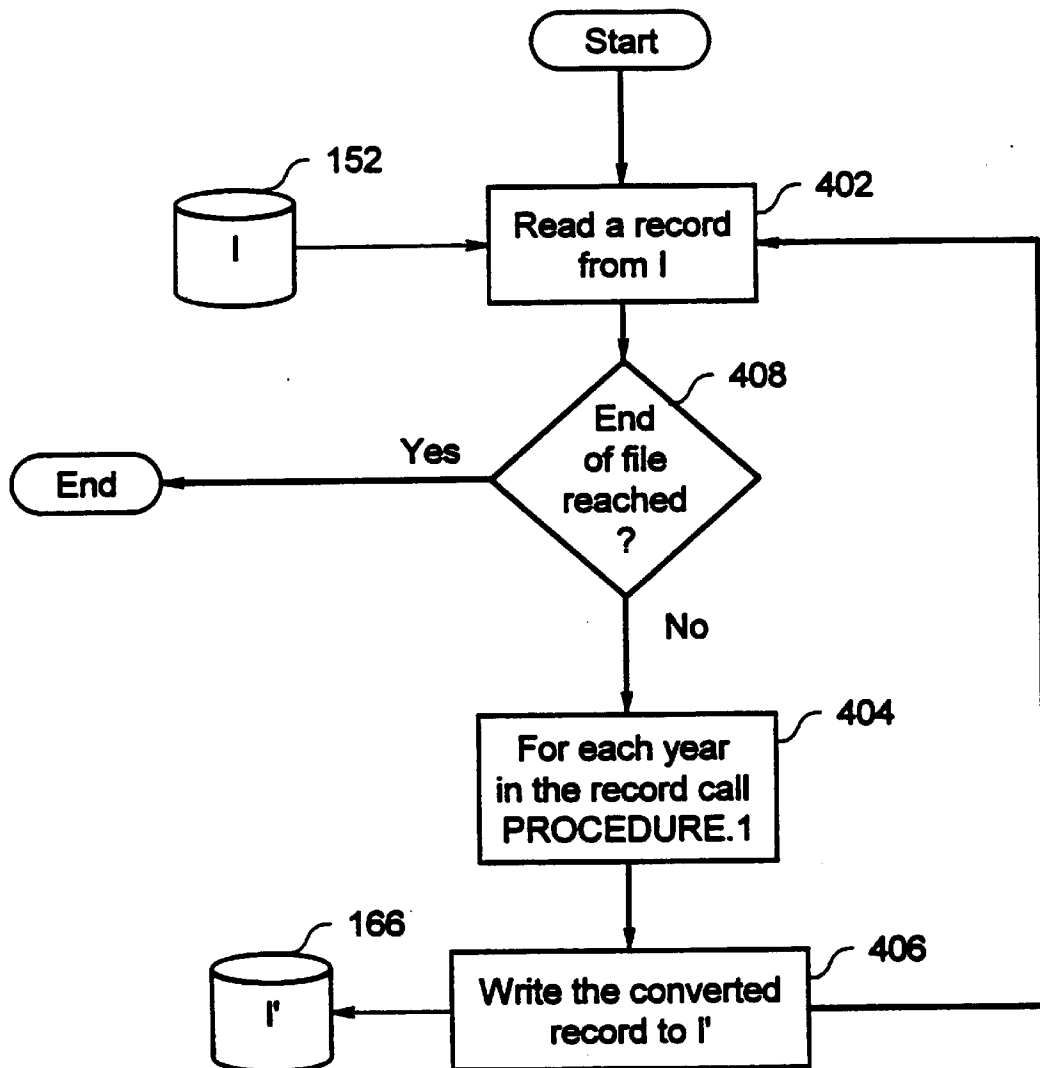 Start
152
402
I
Read a record
from I
408
End
of file
reached
?
Yes
End
No
404
For each year
in the record call
PROCEDURE.1
166
406
I'
Write the converted
record to I'